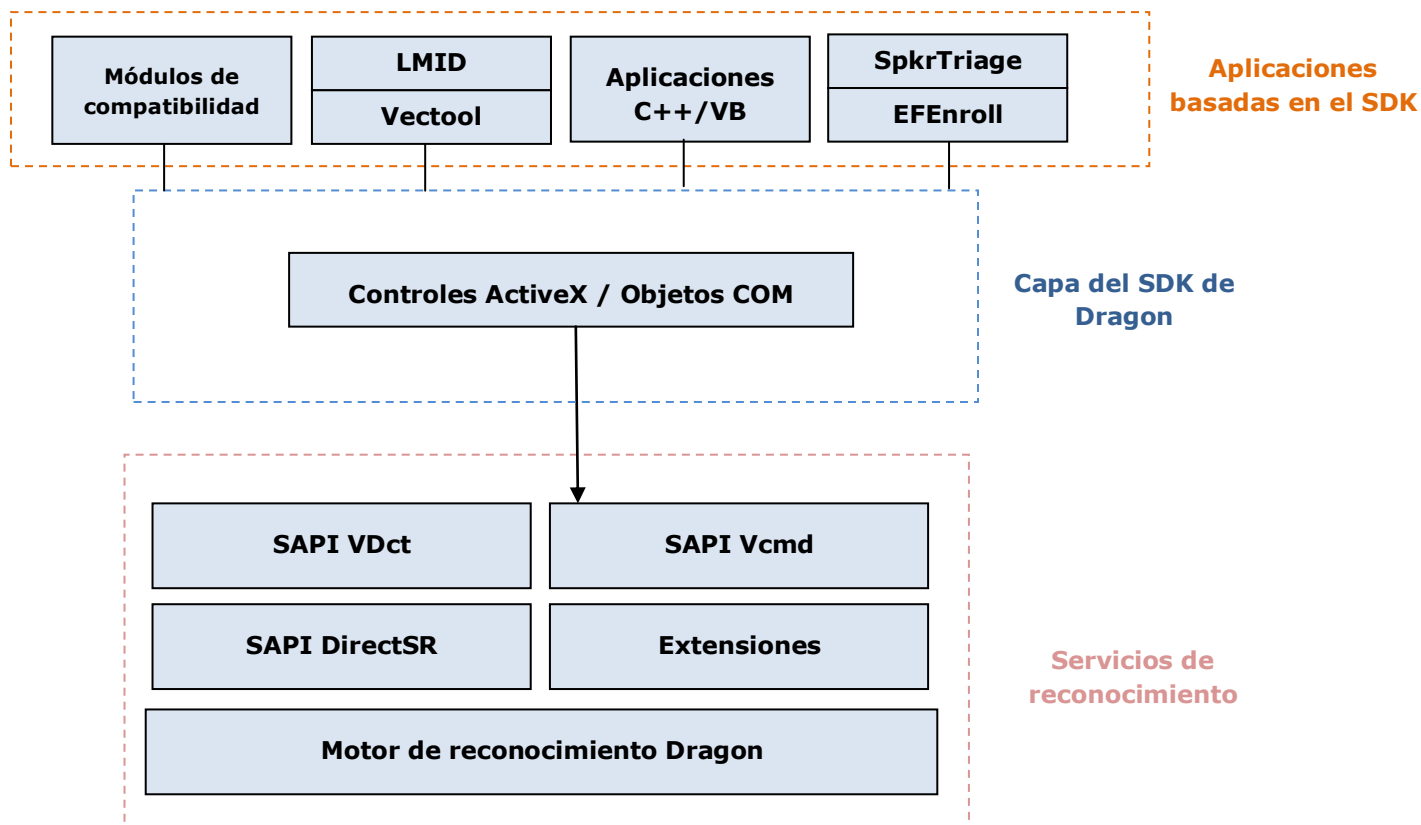 Módulos de
compatibilidad
LMID
Vectool
Aplicaciones
C++/VB
SpkrTriage
EFEnroll
Aplicaciones
basadas en el SDK
Controles ActiveX / Objetos COM
Capa del SDK de
Dragon
SAPI VDct
SAPI Vcmd
SAPI DirectSR
Extensiones
Servicios de
reconocimiento
Motor de reconocimiento Dragon